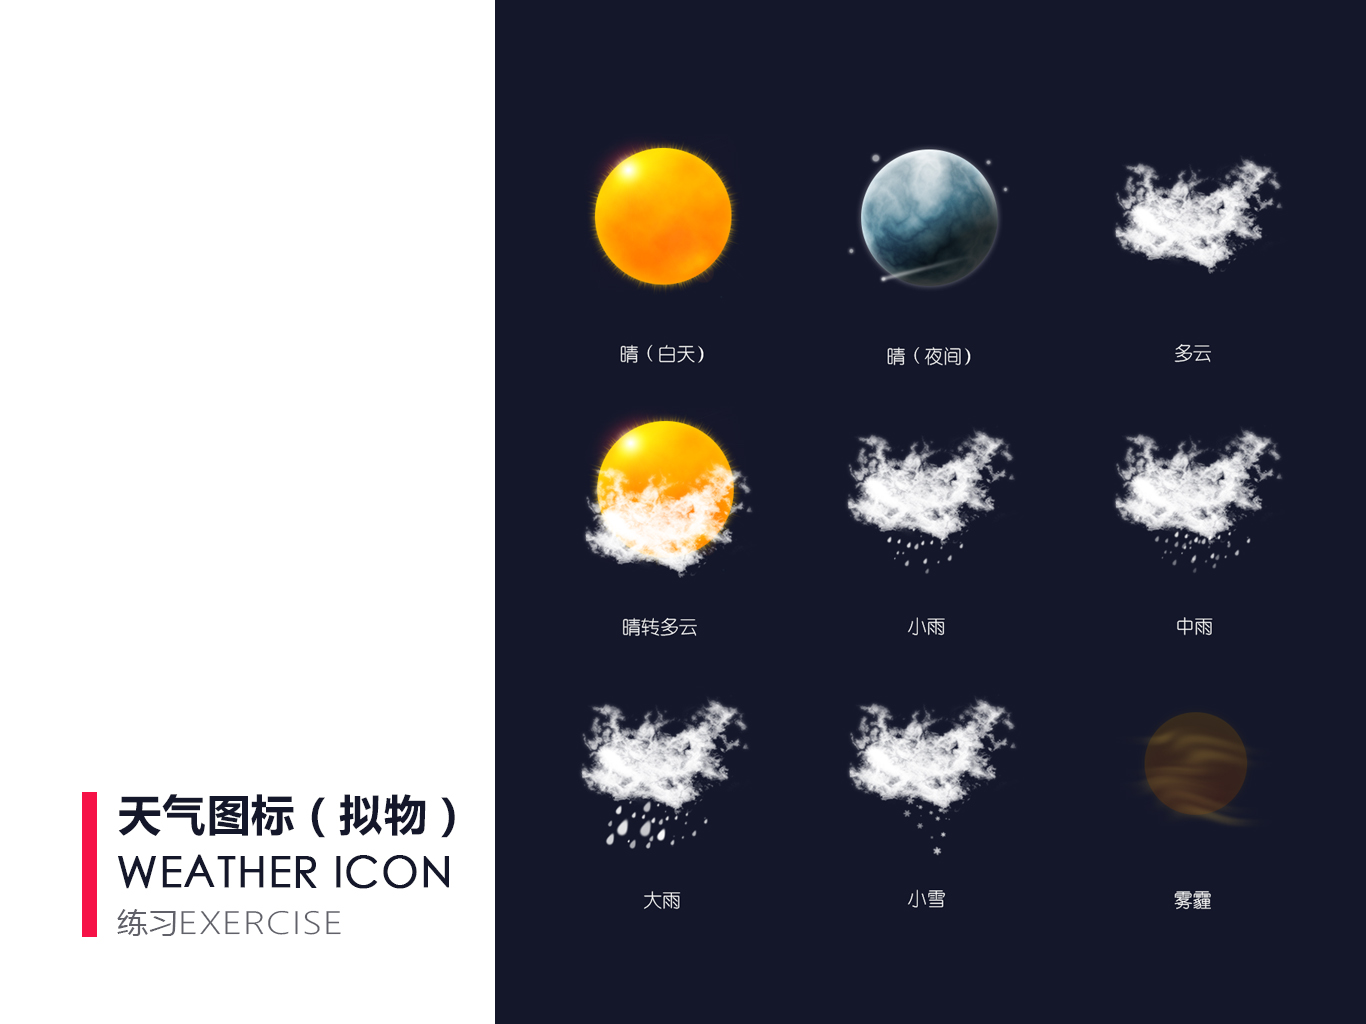 天气图标（拟物）
WEATHER ICON
练习EXERCISE
晴（白天）
晴（夜间）
多云
晴转多云
小雨
中雨
大雨
小雪
雾霾